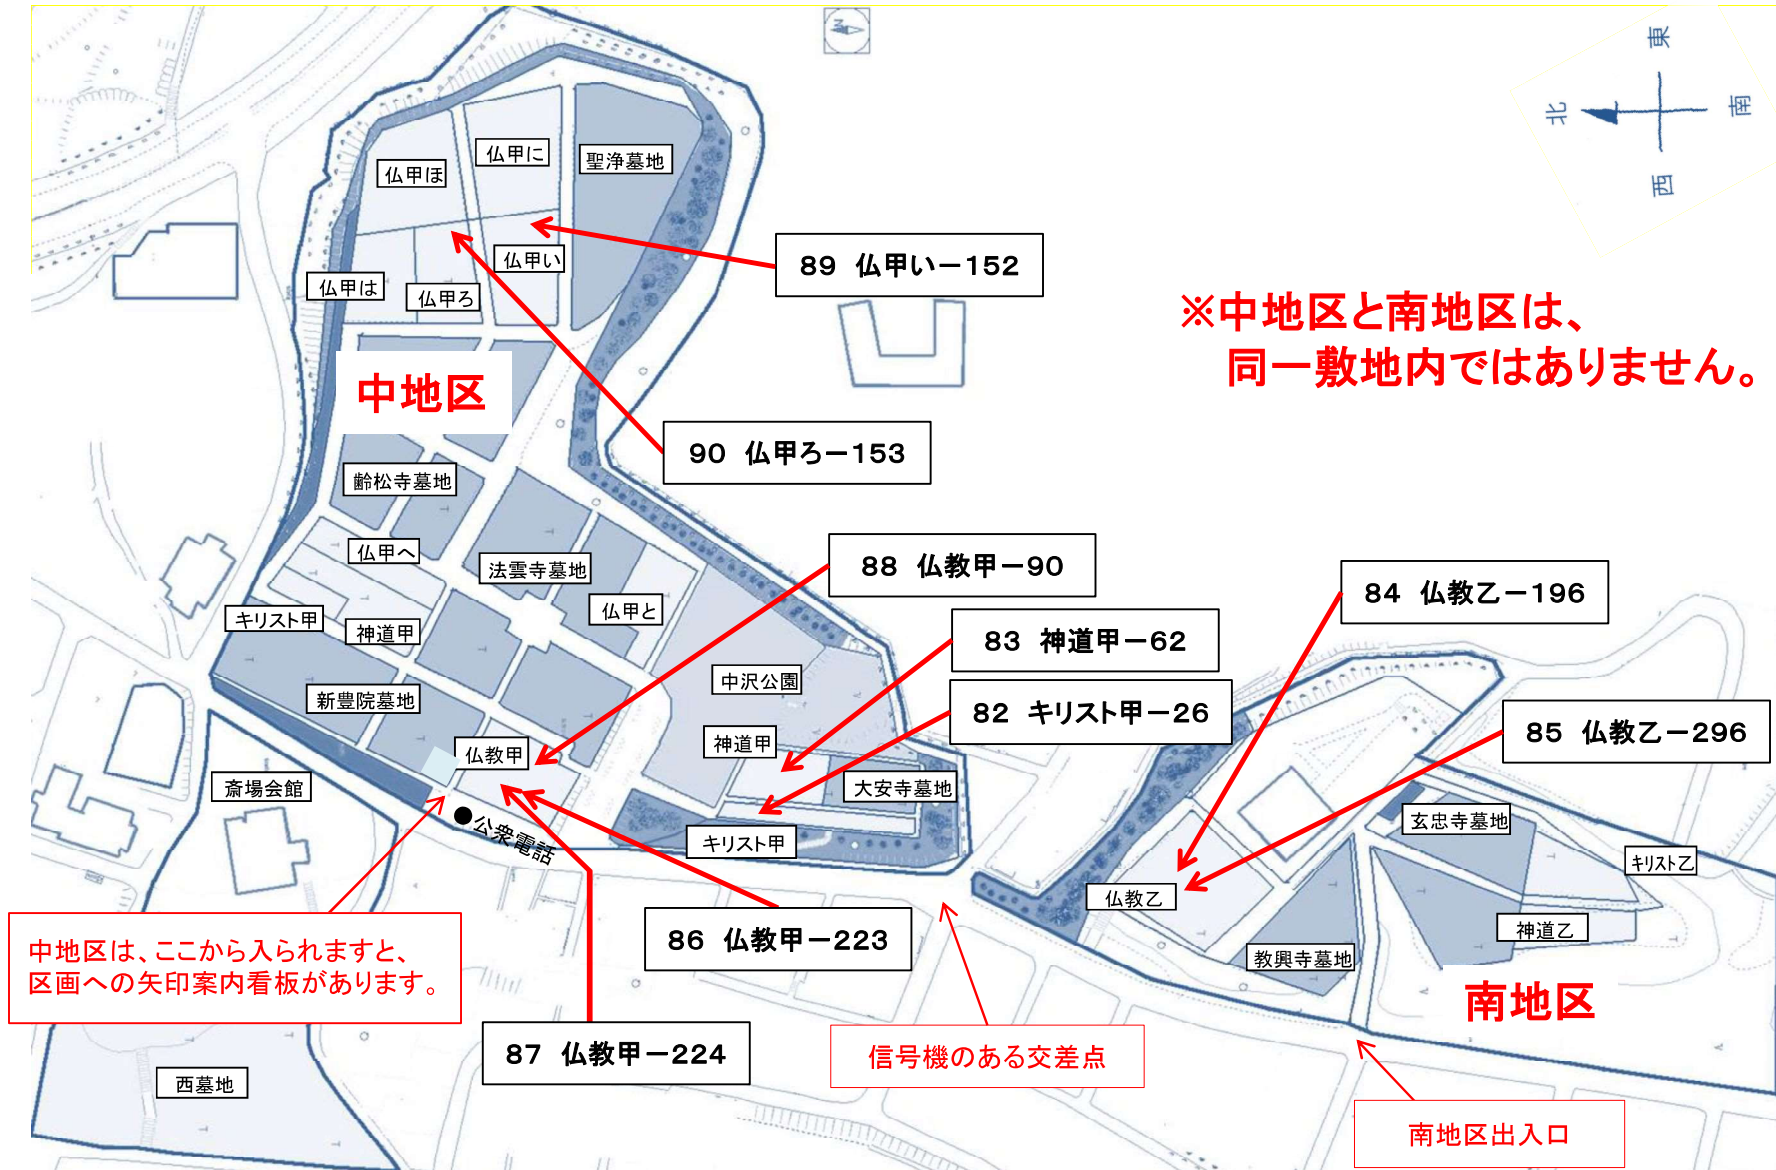 東
北
南
西
仏甲に
聖浄墓地
仏甲ほ
仏甲い
仏甲は
仏甲ろ
89 仏甲い－152
※中地区と南地区は、
同一敷地内ではありません。
中地区
90 仏甲ろ－153
齢松寺墓地
仏甲へ
法雲寺墓地
88 仏教甲－90
84 仏教乙－196
仏甲と
キリスト甲
神道甲
83 神道甲－62
中沢公園
新豊院墓地
82 キリスト甲－26
85 仏教乙－296
仏教甲
神道甲
斎場会館
大安寺墓地
公衆電話
玄忠寺墓地
キリスト甲
キリスト乙
仏教乙
86 仏教甲－223
神道乙
中地区は、ここから入られますと、
区画への矢印案内看板があります。
教興寺墓地
南地区
87 仏教甲－224
信号機のある交差点
西墓地
南地区出入口